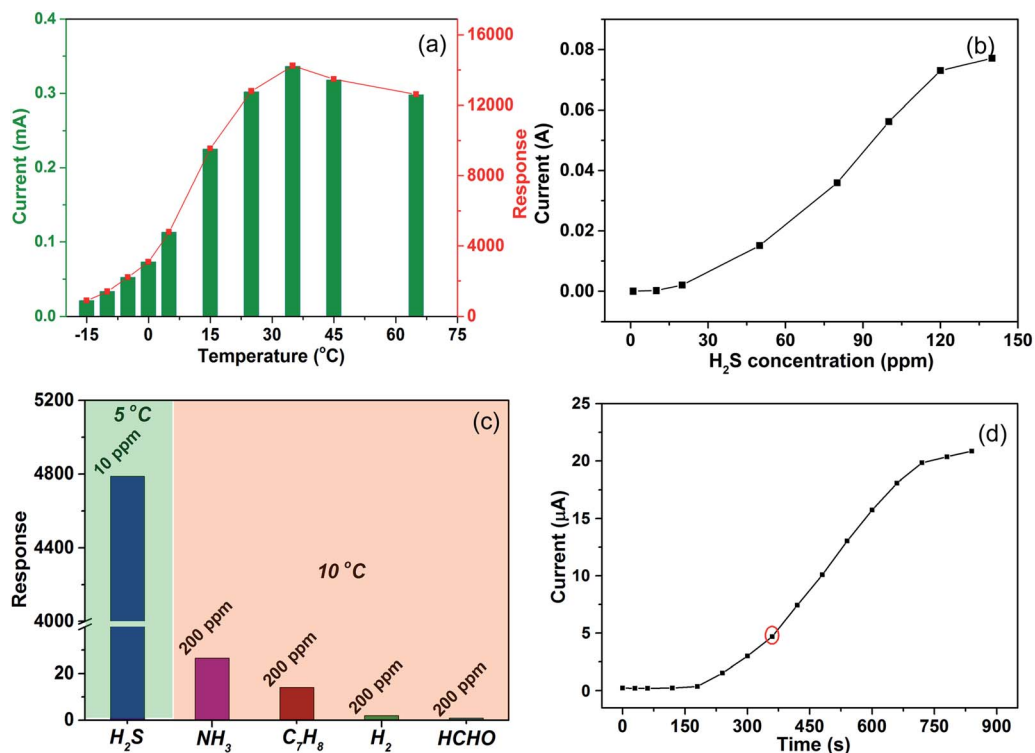 (a)
Current (mA)
0.4
0.3
0.2
0.1
0.0
16000
12000
8000
4000
0
Response
-15 0 15 30 45 60 75
Temperature (°C)
(b)
Current (A)
0.08
0.06
0.04
0.02
0.00
0 30 60 90 120 150
H₂S concentration (ppm)
(c)
Response
5200
4800
4400
4000
20
0
5 °C
10 °C
10 ppm
200 ppm
200 ppm
200 ppm
200 ppm
H₂S NH₃ C₇H₈ H₂ HCHO
(d)
Current (μA)
25
20
15
10
5
0
0 150 300 450 600 750 900
Time (s)